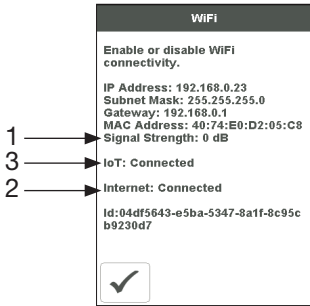 WiFi
Enable or disable WiFi
connectivity.
IP Address: 192.168.0.23
Subnet Mask: 255.255.255.0
Gateway: 192.168.0.1
MAC Address: 40:74:E0:D2:05:C8
1 Signal Strength: 0 dB
3 IoT: Connected
2 Internet: Connected
Id:04df5643-e5ba-5347-8a1f-8c95c
b9230d7